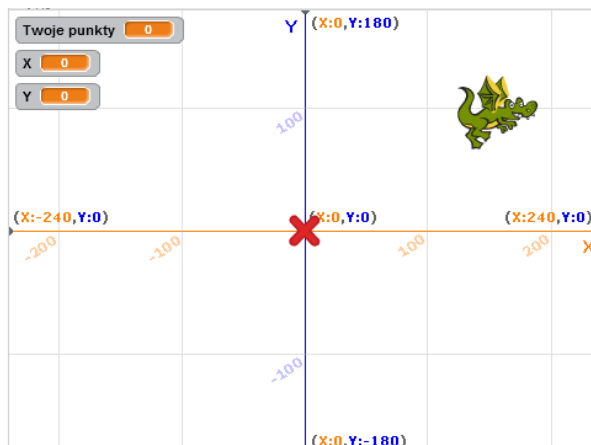 Twoje punkty 0
X 0
Y 0
Y
(X:0,Y:180)
100
(X:-240,Y:0)
(X:0,Y:0)
(X:240,Y:0)
-200
-100
100
200
X
-100
(X:0,Y:-180)